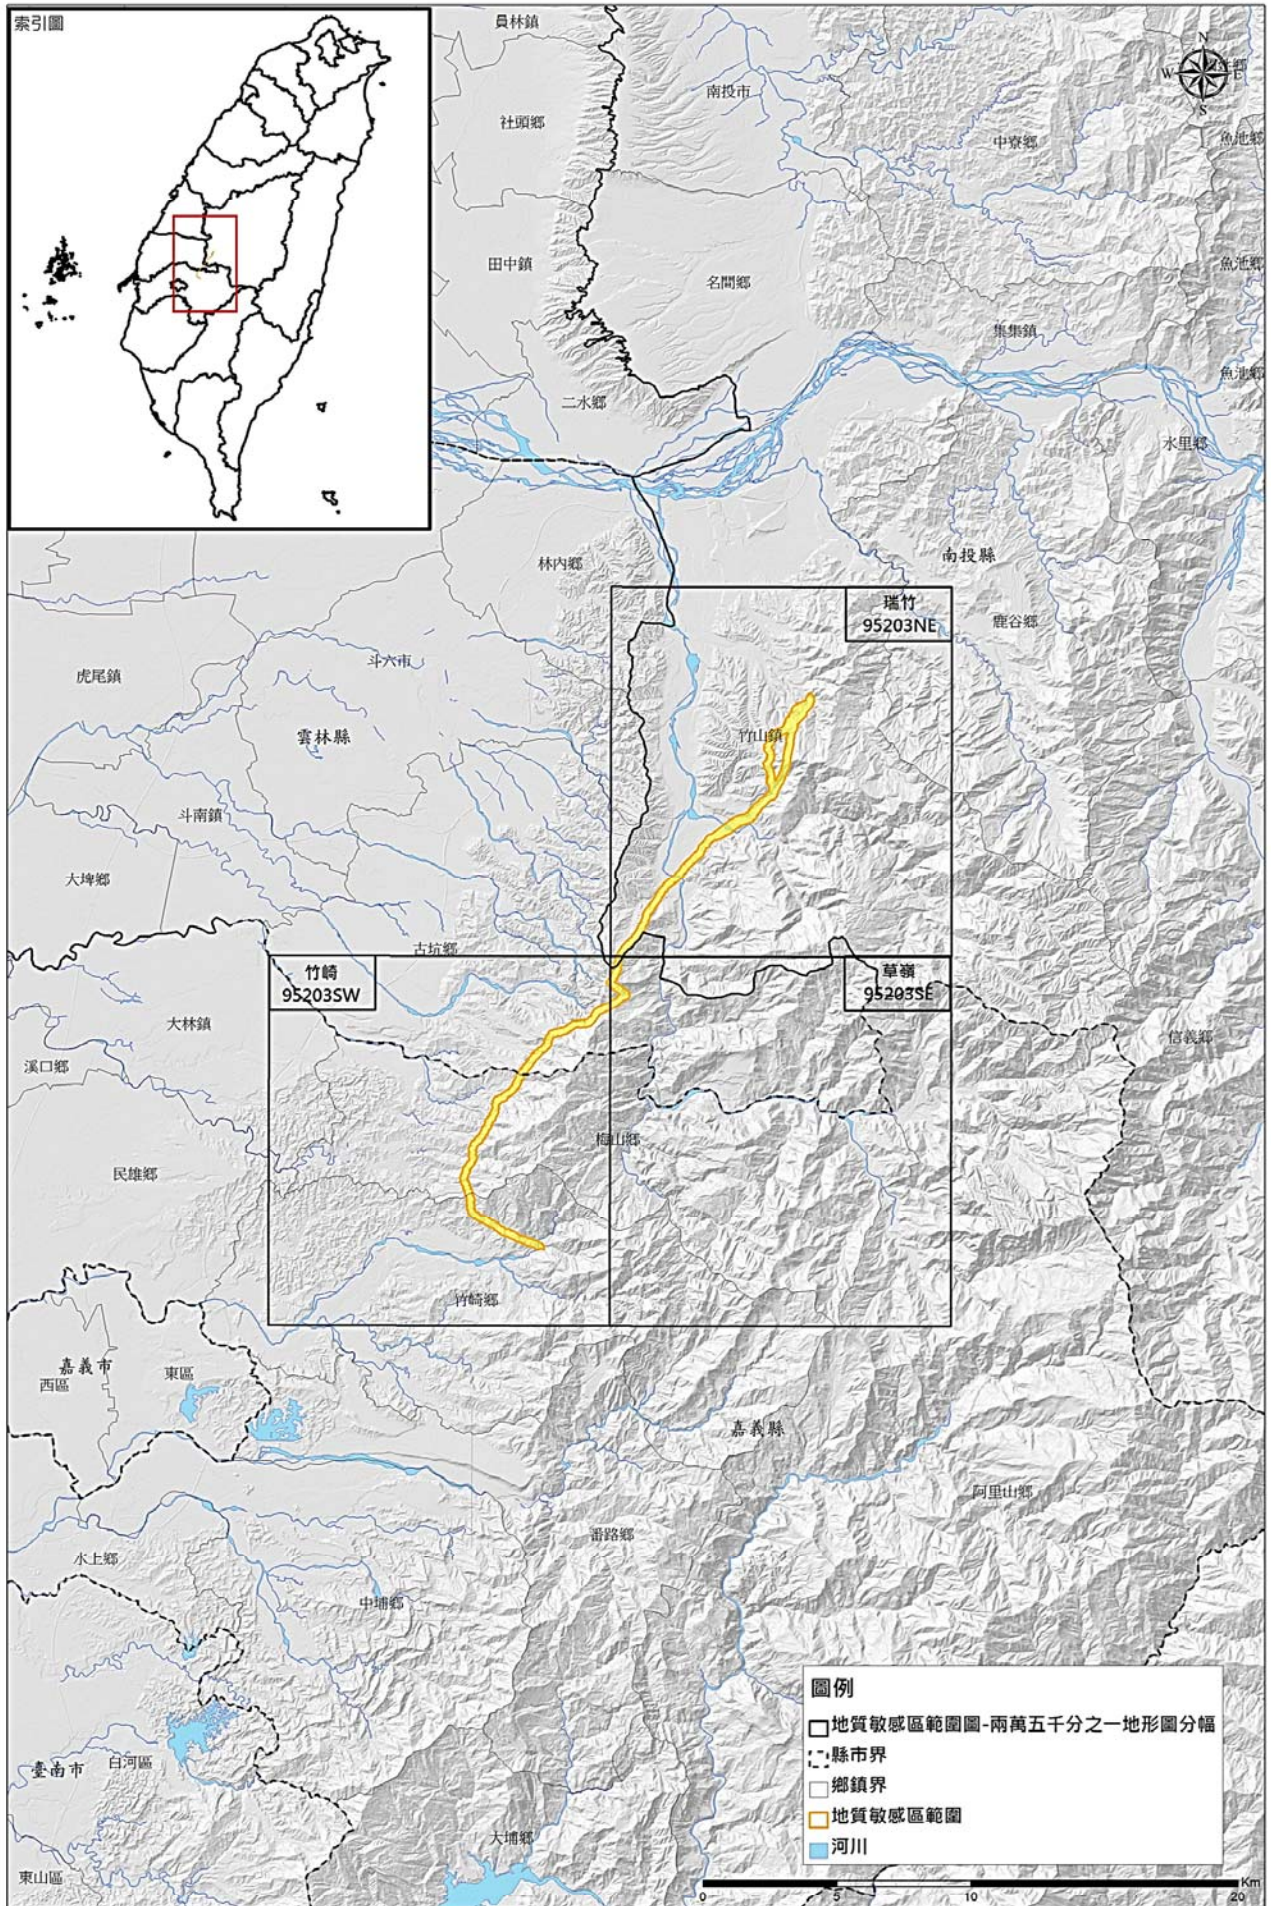 索引圖
員林鎮
南投市
N
W
E
S
社頭鄉
中寮鄉
魚池鄉
田中鎮
名間鄉
魚池鄉
集集鎮
魚池鄉
二水鄉
水里鄉
林內鄉
南投縣
瑞竹
95203NE
鹿谷鄉
斗六市
虎尾鎮
雲林縣
竹山鎮
斗南鎮
大埤鄉
古坑鄉
竹崎
95203SW
草嶺
95203SE
大林鎮
信義鄉
溪口鄉
梅山鄉
民雄鄉
竹崎鄉
嘉義市
西區
東區
嘉義縣
阿里山鄉
番路鄉
水上鄉
中埔鄉
臺南市
白河區
大埔鄉
東山區
圖例
地質敏感區範圍圖-兩萬五千分之一地形圖分幅
縣市界
鄉鎮界
地質敏感區範圍
河川
0
5
10
20
Km